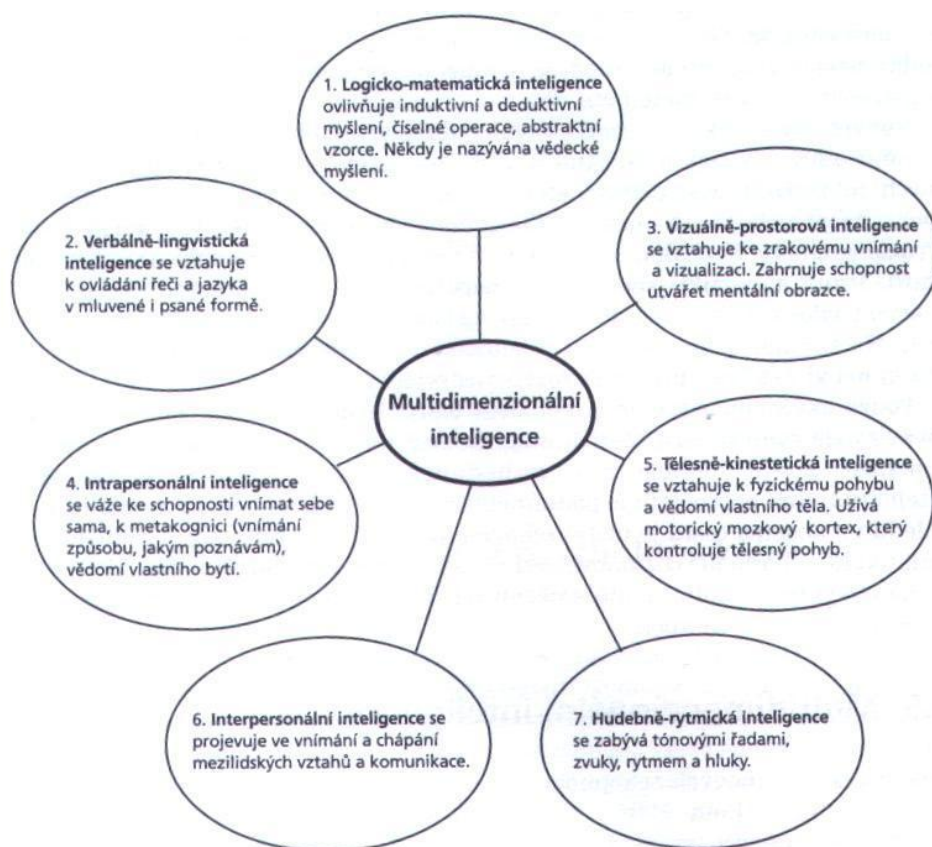 1. Logicko-matematická inteligence
ovlivňuje induktivní a deduktivní
myšlení, číselné operace, abstraktní
vzorce. Někdy je nazývána vědecké
myšlení.
2. Verbálně-lingvistická
inteligence se vztahuje
k ovládání řeči a jazyka
v mluvené i psané formě.
3. Vizuálně-prostorová inteligence
se vztahuje ke zrakovému vnímání
a vizualizaci. Zahrnuje schopnost
utvářet mentální obrazce.
Multidimenzionální
inteligence
4. Intrapersonální inteligence
se váže ke schopnosti vnímat sebe
sama, k metakognici (vnímání
způsobu, jakým poznávám),
vědomí vlastního bytí.
5. Tělesně-kinestetická inteligence
se vztahuje k fyzickému pohybu
a vědomí vlastního těla. Užívá
motorický mozkový kortex, který
kontroluje tělesný pohyb.
6. Interpersonální inteligence se
projevuje ve vnímání a chápání
mezilidských vztahů a komunikace.
7. Hudebně-rytmická inteligence
se zabývá tónovými řadami,
zvuky, rytmem a hluky.